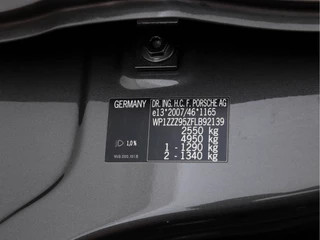 GERMANY
1,0%
DR. ING. H.C. F. PORSCHE AG
e13*2007/46*1165
WP1ZZZ95ZFLB92139
2550 kg
4950 kg
1 - 1290 kg
2 - 1340 kg